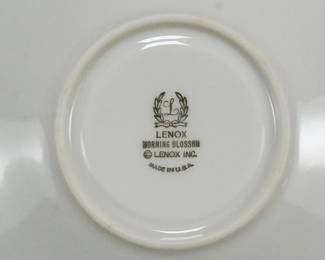 L
LENOX
MORNING BLOSSOM
© LENOX INC.
MADE IN U.S.A.